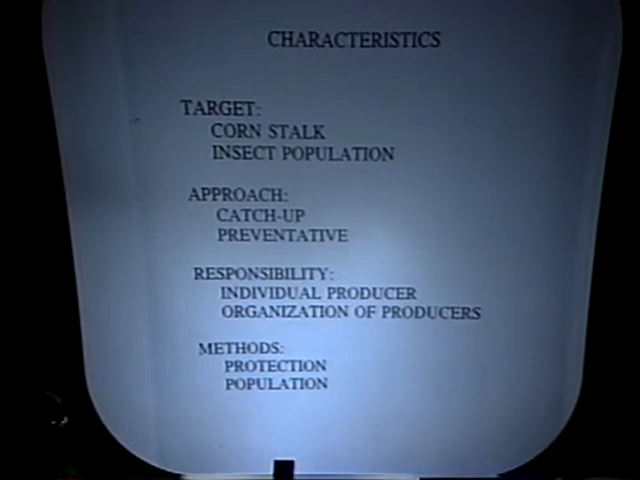 CHARACTERISTICS
TARGET:
CORN STALK
INSECT POPULATION
APPROACH:
CATCH-UP
PREVENTATIVE
RESPONSIBILITY:
INDIVIDUAL PRODUCER
ORGANIZATION OF PRODUCERS
METHODS:
PROTECTION
POPULATION